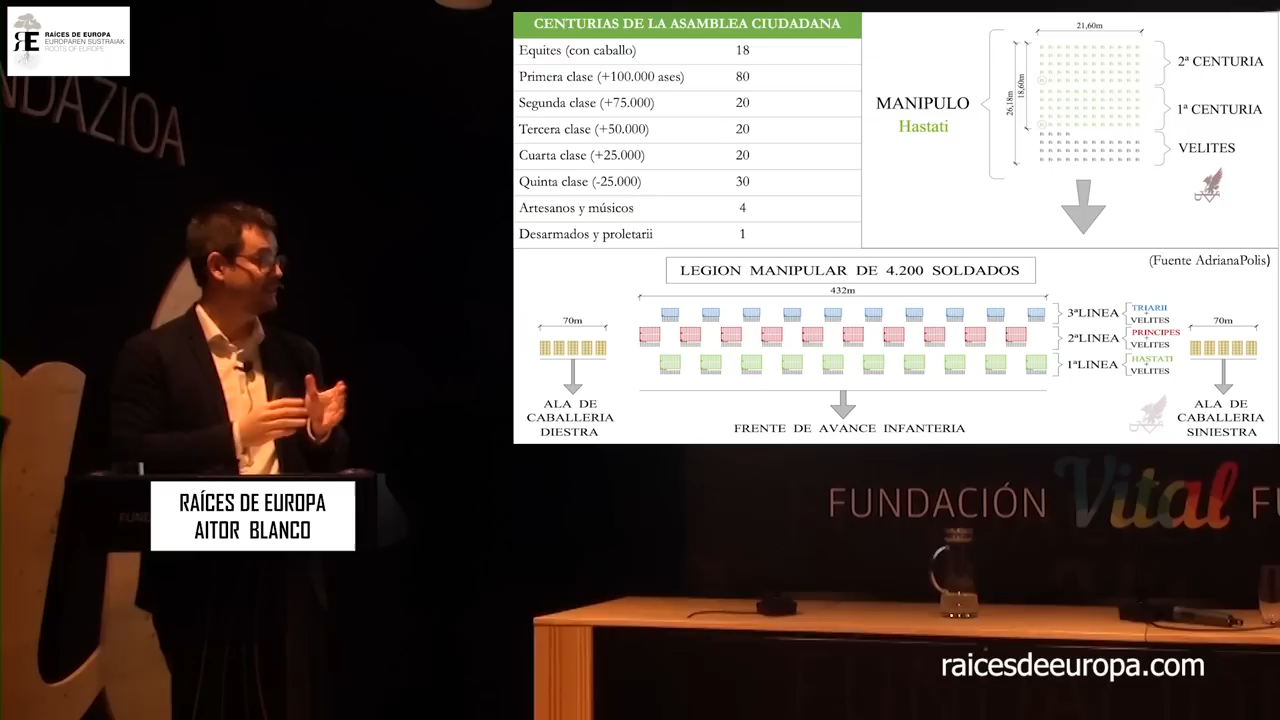 RAÍCES DE EUROPA
EUROPAREN SUSTRAIAK
ROOTS OF EUROPE
RE
NDAZIOA
CENTURIAS DE LA ASAMBLEA CIUDADANA
Equites (con caballo) 18
Primera clase (+100.000 ases) 80
Segunda clase (+75.000) 20
Tercera clase (+50.000) 20
Cuarta clase (+25.000) 20
Quinta clase (-25.000) 30
Artesanos y músicos 4
Desarmados y proletarii 1
21,60m
26,18m
18,60m
MANIPULO
Hastati
2ª CENTURIA
1ª CENTURIA
VELITES
(Fuente AdrianaPolis)
LEGION MANIPULAR DE 4.200 SOLDADOS
432m
70m
70m
3ªLINEA
TRIARII
+
VELITES
2ªLINEA
PRINCIPES
+
VELITES
1ªLINEA
HASTATI
+
VELITES
ALA DE
CABALLERIA
DIESTRA
FRENTE DE AVANCE INFANTERIA
ALA DE
CABALLERIA
SINIESTRA
RAÍCES DE EUROPA
AITOR BLANCO
FUNDACIÓN Vital F
raicesdeeuropa.com